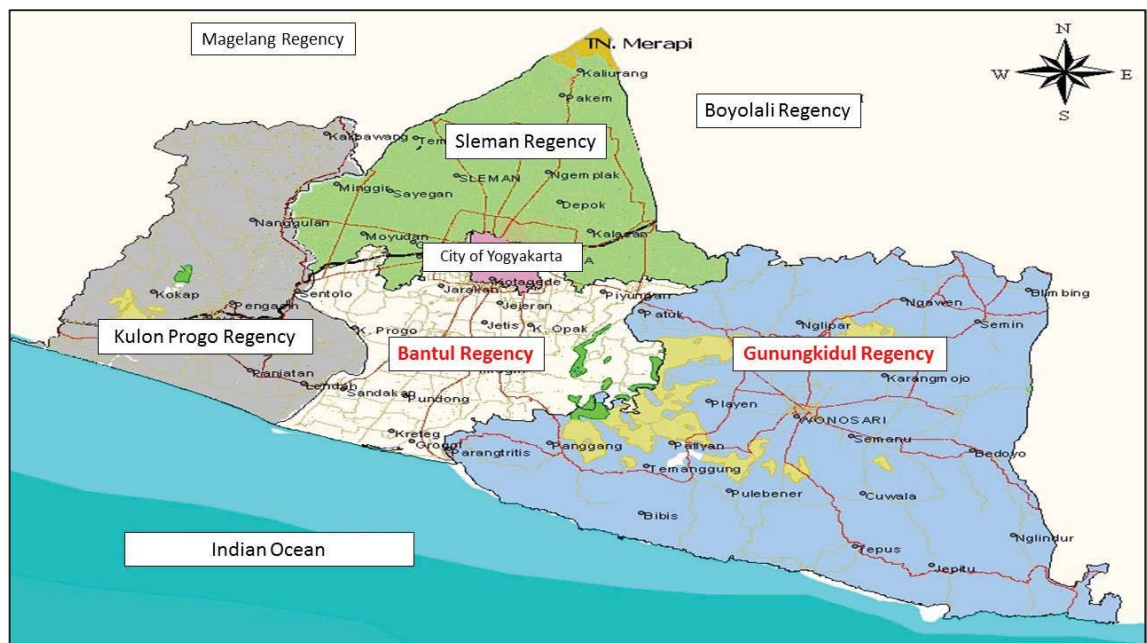 Magelang Regency
TN. Merapi
N
W E
S
Kaliurang
Pakem
Boyolali Regency
Sleman Regency
Minggir
Sayegan
SLEMAN
Ngemplak
Depok
Nanggulan
Moyudan
Kalasan
City of Yogyakarta
Kotagede
Jarakan
Jejeran
Piyungan
Sentolo
Kokap
Kulon Progo Regency
K. Progo
Jetis
K. Opak
Patuk
Nglipar
Ngawen
Semin
Bantul Regency
Gunungkidul Regency
Panjatan
Lendah
Sandakan
Pundong
Karangmojo
Playen
WONOSARI
Kreteg
Grogol
Parangtritis
Panggang
Paliyan
Semanu
Bedoyo
Temanggung
Pulebener
Cuwala
Bibis
Nglindur
Tepus
Jepitu
Indian Ocean